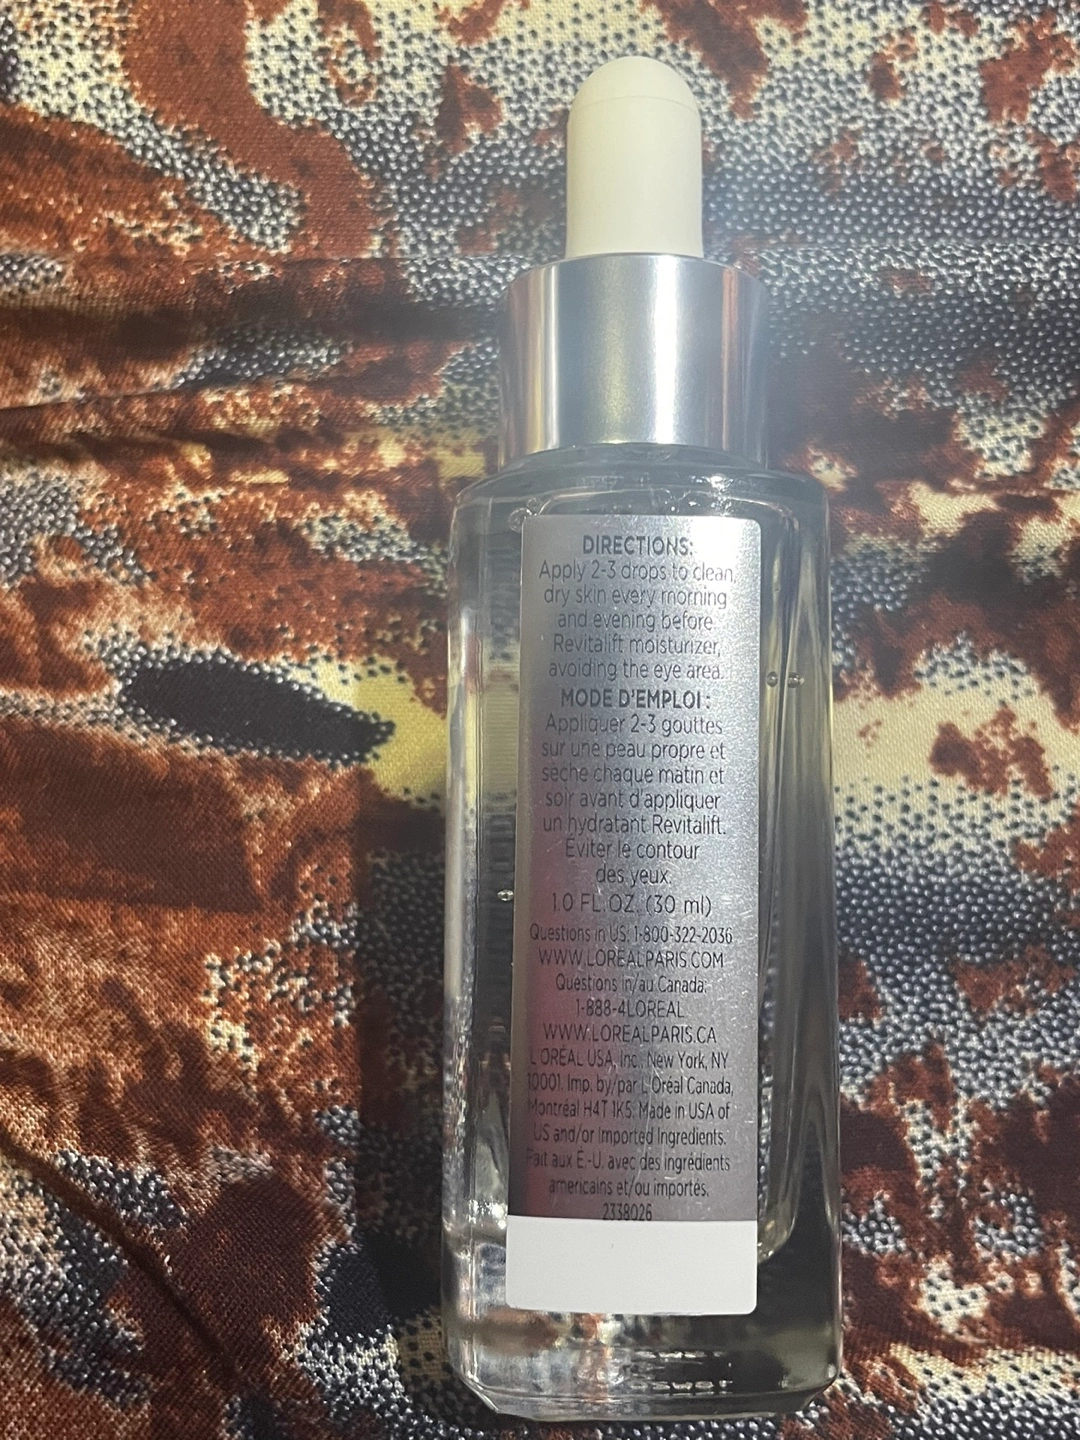 DIRECTIONS:
Apply 2-3 drops to clean,
dry skin every morning
and evening before
Revitalift moisturizer,
avoiding the eye area.
MODE D'EMPLOI :
Appliquer 2-3 gouttes
sur une peau propre et
sèche chaque matin et
soir avant d'appliquer
un hydratant Revitalift.
Éviter le contour
des yeux.
1.0 FL. OZ. (30 ml)
Questions in US: 1-800-322-2036
WWW.LOREALPARIS.COM
Questions in/au Canada:
1-888-4LOREAL
WWW.LOREALPARIS.CA
L'ORÉAL USA, Inc., New York, NY
10001. Imp. by/par L'Oréal Canada,
Montréal H4T 1K5. Made in USA of
US and/or Imported Ingredients.
Fait aux É.-U. avec des ingrédients
américains et/ou importés.
2338026